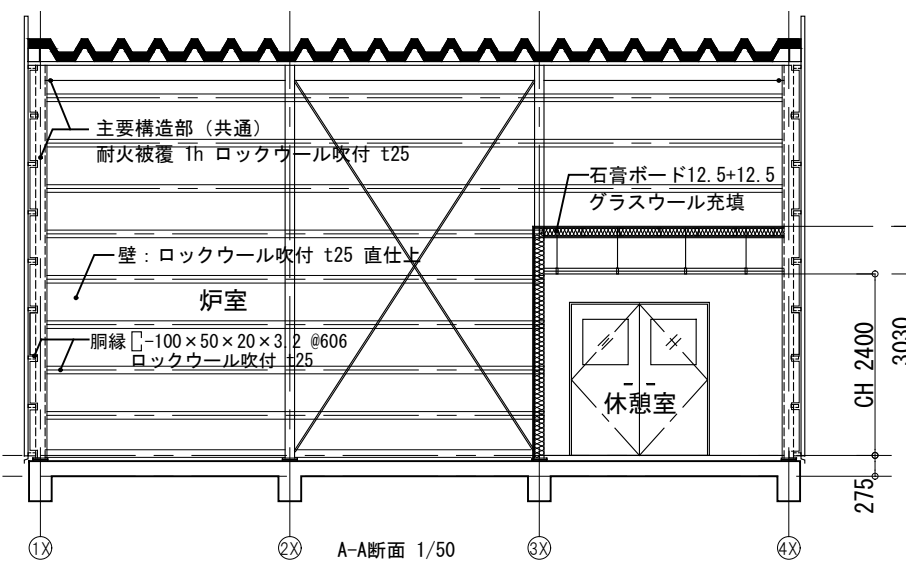 主要構造部（共通）
耐火被覆 1h ロックウール吹付 t25
石膏ボード12.5+12.5
グラスウール充填
壁：ロックウール吹付 t25 直仕上
炉室
胴縁 -100×50×20×3.2 @606
ロックウール吹付 t25
休憩室
CH 2400
3030
275
1X
2X
A-A断面 1/50
3X
4X